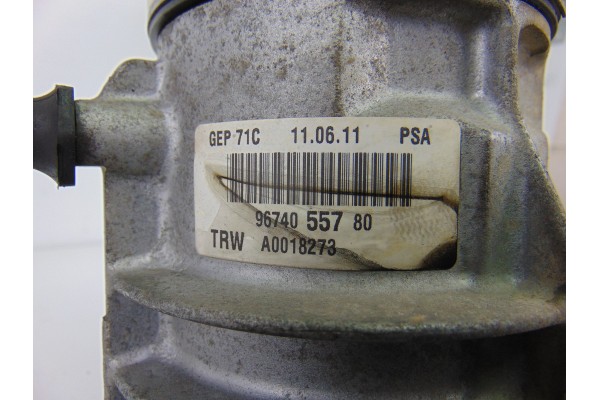 GEP 71C 11.06.11 PSA
96740 557 80
TRW A0018273